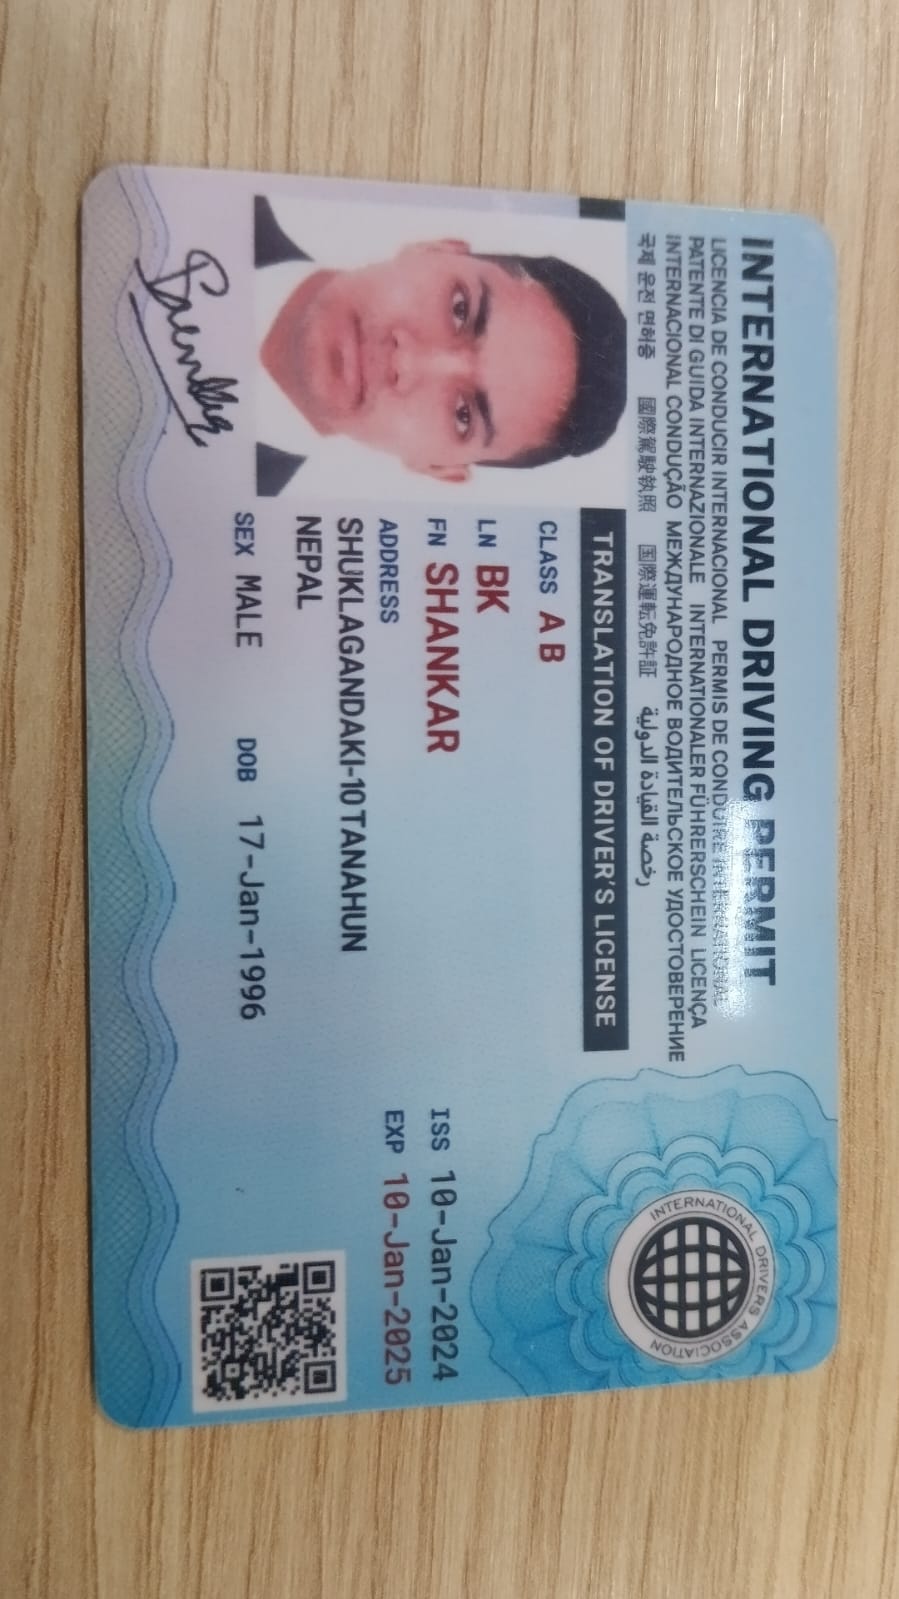 INTERNATIONAL DRIVING PERMIT
LICENCIA DE CONDUCIR INTERNACIONAL PERMIS DE CONDUIRE INTERNATIONAL
PATENTE DI GUIDA INTERNAZIONALE INTERNATIONALER FÜHRERSCHEIN LICENÇA
INTERNACIONAL CONDUÇÃO МЕЖДУНАРОДНОЕ ВОДИТЕЛЬСКОЕ УДОСТОВЕРЕНИЕ
국제 운전 면허증 國際駕駛執照 国際運転免許証 رخصة القيادة الدولية
TRANSLATION OF DRIVER'S LICENSE
INTERNATIONAL DRIVERS ASSOCIATION
CLASS A B
LN BK
FN SHANKAR
ISS 10-Jan-2024
ADDRESS
EXP 10-Jan-2025
SHUKLAGANDAKI-10 TANAHUN
NEPAL
SEX MALE DOB 17-Jan-1996